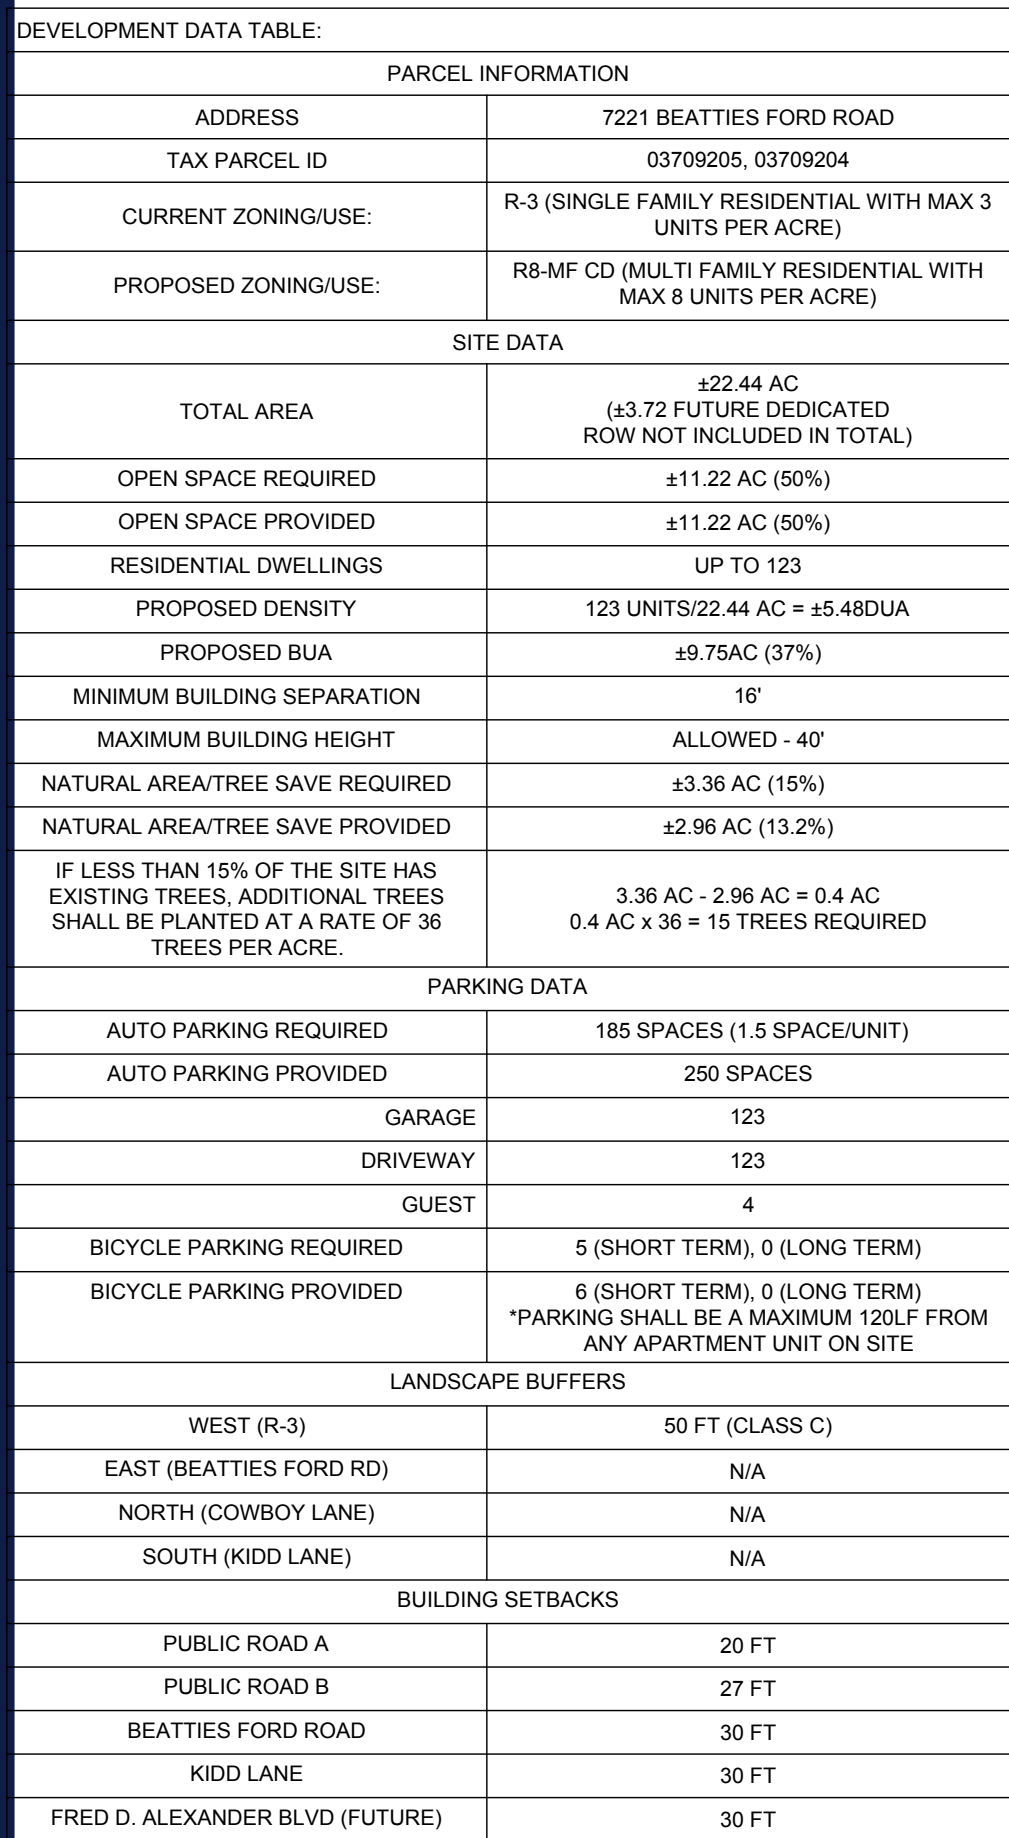 DEVELOPMENT DATA TABLE:
PARCEL INFORMATION
ADDRESS 7221 BEATTIES FORD ROAD
TAX PARCEL ID 03709205, 03709204
CURRENT ZONING/USE: R-3 (SINGLE FAMILY RESIDENTIAL WITH MAX 3
UNITS PER ACRE)
PROPOSED ZONING/USE: R8-MF CD (MULTI FAMILY RESIDENTIAL WITH
MAX 8 UNITS PER ACRE)
SITE DATA
TOTAL AREA ±22.44 AC
(±3.72 FUTURE DEDICATED
ROW NOT INCLUDED IN TOTAL)
OPEN SPACE REQUIRED ±11.22 AC (50%)
OPEN SPACE PROVIDED ±11.22 AC (50%)
RESIDENTIAL DWELLINGS UP TO 123
PROPOSED DENSITY 123 UNITS/22.44 AC = ±5.48DUA
PROPOSED BUA ±9.75AC (37%)
MINIMUM BUILDING SEPARATION 16'
MAXIMUM BUILDING HEIGHT ALLOWED - 40'
NATURAL AREA/TREE SAVE REQUIRED ±3.36 AC (15%)
NATURAL AREA/TREE SAVE PROVIDED ±2.96 AC (13.2%)
IF LESS THAN 15% OF THE SITE HAS
EXISTING TREES, ADDITIONAL TREES
SHALL BE PLANTED AT A RATE OF 36
TREES PER ACRE.
3.36 AC - 2.96 AC = 0.4 AC
0.4 AC x 36 = 15 TREES REQUIRED
PARKING DATA
AUTO PARKING REQUIRED 185 SPACES (1.5 SPACE/UNIT)
AUTO PARKING PROVIDED 250 SPACES
GARAGE 123
DRIVEWAY 123
GUEST 4
BICYCLE PARKING REQUIRED 5 (SHORT TERM), 0 (LONG TERM)
BICYCLE PARKING PROVIDED 6 (SHORT TERM), 0 (LONG TERM)
*PARKING SHALL BE A MAXIMUM 120LF FROM
ANY APARTMENT UNIT ON SITE
LANDSCAPE BUFFERS
WEST (R-3) 50 FT (CLASS C)
EAST (BEATTIES FORD RD) N/A
NORTH (COWBOY LANE) N/A
SOUTH (KIDD LANE) N/A
BUILDING SETBACKS
PUBLIC ROAD A 20 FT
PUBLIC ROAD B 27 FT
BEATTIES FORD ROAD 30 FT
KIDD LANE 30 FT
FRED D. ALEXANDER BLVD (FUTURE) 30 FT